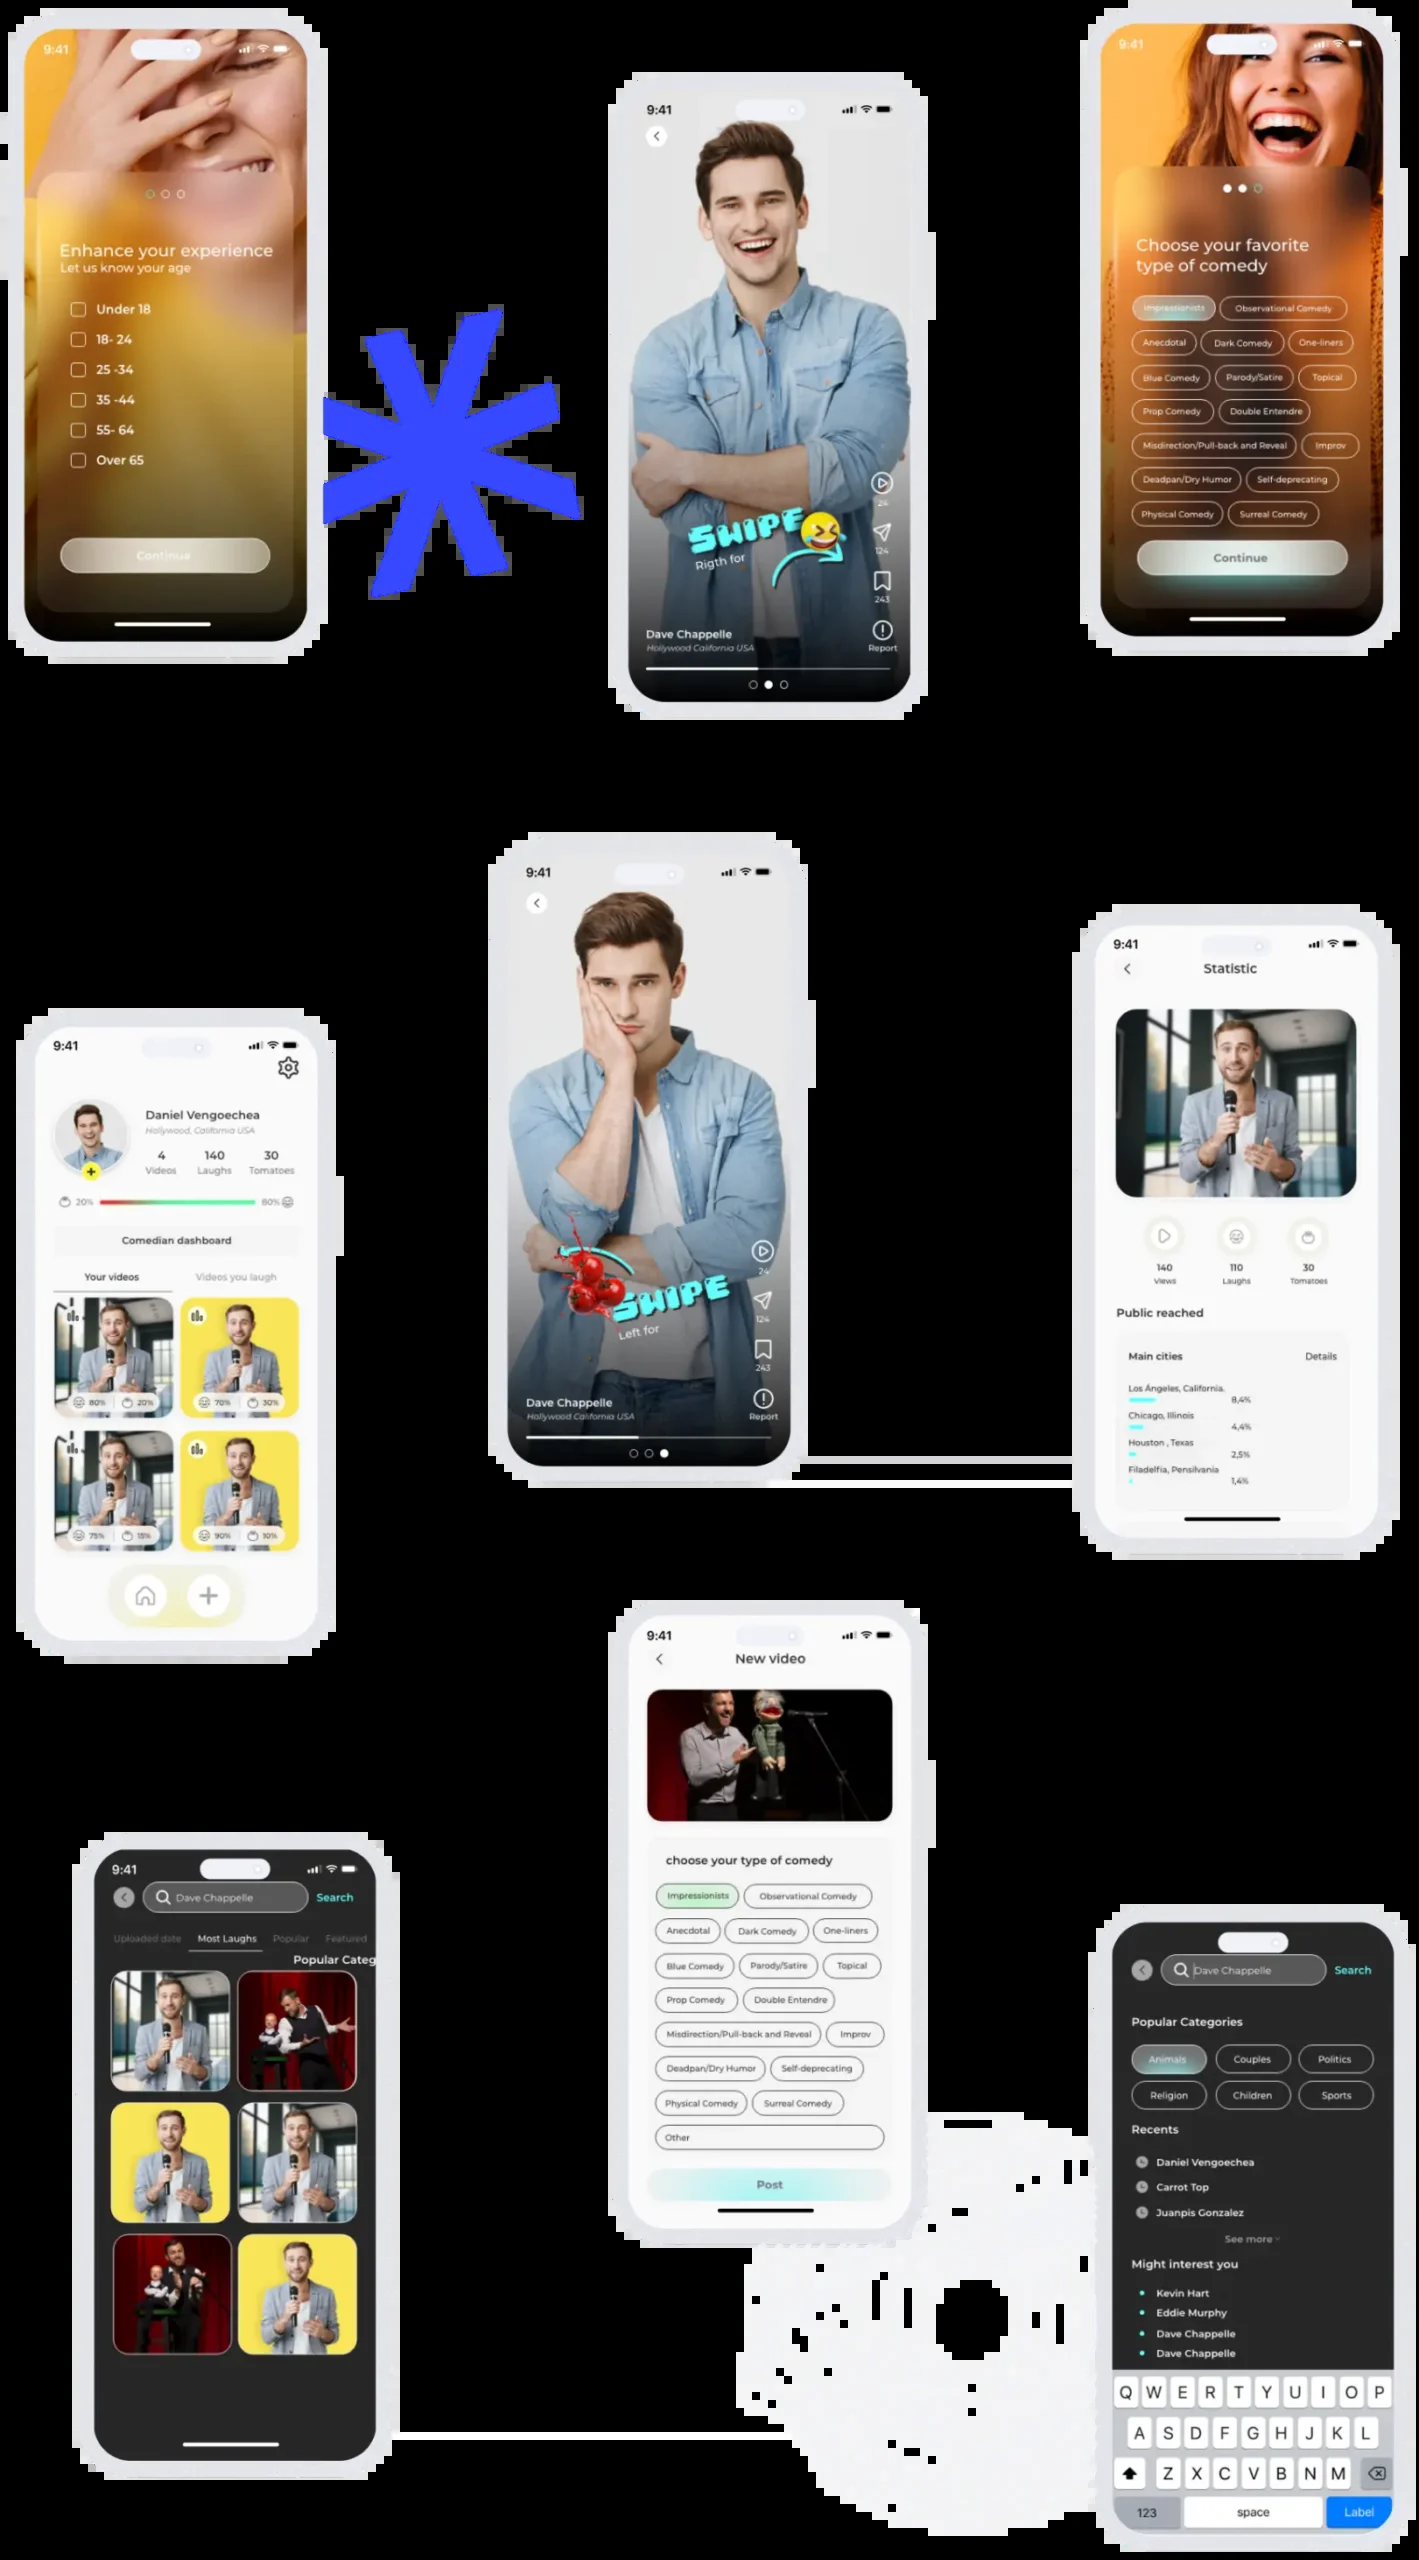 9:41
Enhance your experience
Let us know your age
Under 18
18- 24
25 -34
35 -44
55- 64
Over 65
Continue
9:41
SWIPE
Rigth for
24
124
243
Report
Dave Chappelle
Hollywood California USA
9:41
Choose your favorite
type of comedy
Impressionists
Observational Comedy
Anecdotal
Dark Comedy
One-liners
Blue Comedy
Parody/Satire
Topical
Prop Comedy
Double Entendre
Misdirection/Pull-back and Reveal
Improv
Deadpan/Dry Humor
Self-deprecating
Physical Comedy
Surreal Comedy
Continue
9:41
SWIPE
Left for
24
124
243
Report
Dave Chappelle
Hollywood California USA
9:41
Statistic
140
Views
110
Laughs
30
Tomatoes
Public reached
Main cities
Details
Los Ángeles, California.
8,4%
Chicago, Illinois
4,4%
Houston , Texas
2,5%
Filadelfia, Pensilvania
1,4%
9:41
Daniel Vengoechea
Hollywood, California USA
4
Videos
140
Laughs
30
Tomatoes
20%
80%
Comedian dashboard
Your videos
Videos you laugh
80%
20%
70%
30%
75%
15%
90%
10%
9:41
New video
choose your type of comedy
Impressionists
Observational Comedy
Anecdotal
Dark Comedy
One-liners
Blue Comedy
Parody/Satire
Topical
Prop Comedy
Double Entendre
Misdirection/Pull-back and Reveal
Improv
Deadpan/Dry Humor
Self-deprecating
Physical Comedy
Surreal Comedy
Other
Post
9:41
Dave Chappelle
Search
Uploaded date
Most Laughs
Popular
Featured
Popular Categ
Dave Chappelle
Search
Popular Categories
Animals
Couples
Politics
Religion
Children
Sports
Recents
Daniel Vengoechea
Carrot Top
Juanpis Gonzalez
See more
Might interest you
Kevin Hart
Eddie Murphy
Dave Chappelle
Dave Chappelle
Q W E R T Y U I O P
A S D F G H J K L
Z X C V B N M
123
space
Label